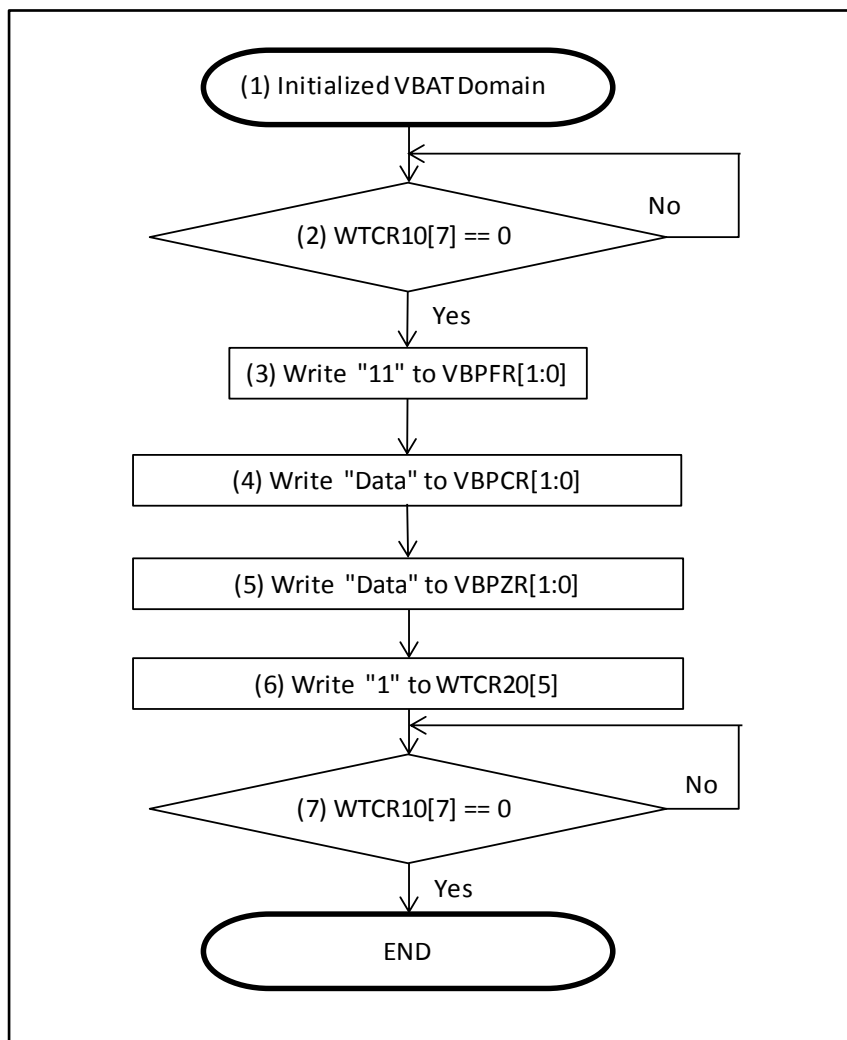 (1) Initialized VBAT Domain
No
(2) WTCR10[7] == 0
Yes
(3) Write "11" to VBPFR[1:0]
(4) Write "Data" to VBPCR[1:0]
(5) Write "Data" to VBPZR[1:0]
(6) Write "1" to WTCR20[5]
No
(7) WTCR10[7] == 0
Yes
END